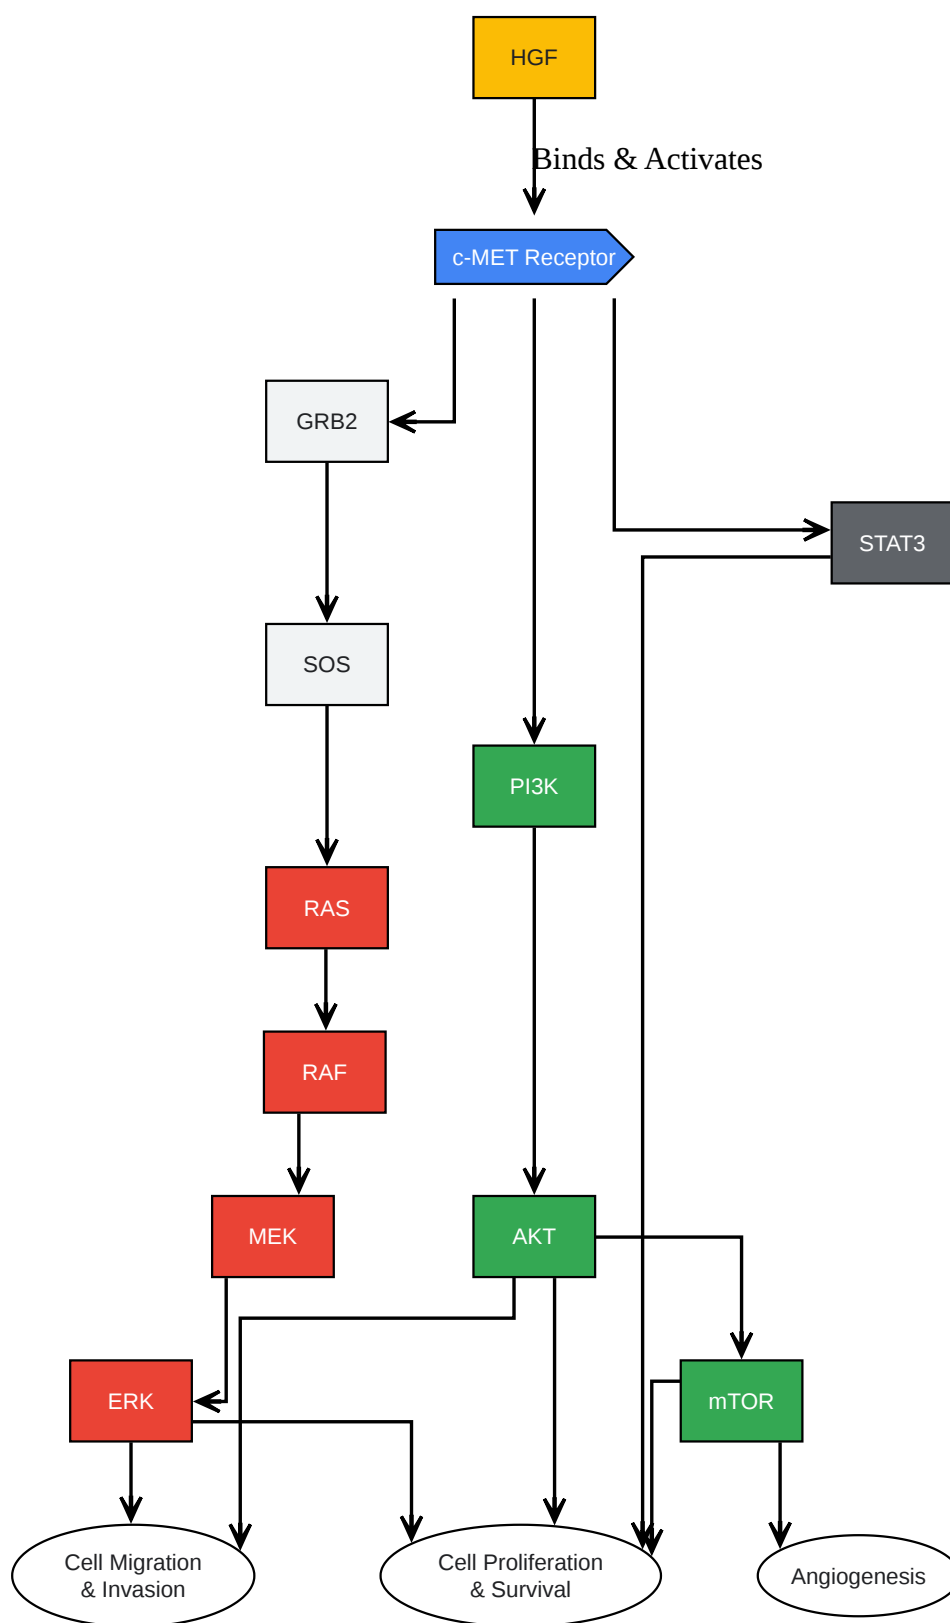 HGF
Binds & Activates
c-MET Receptor
GRB2
STAT3
SOS
PI3K
RAS
RAF
MEK
AKT
ERK
mTOR
Cell Migration
& Invasion
Cell Proliferation
& Survival
Angiogenesis